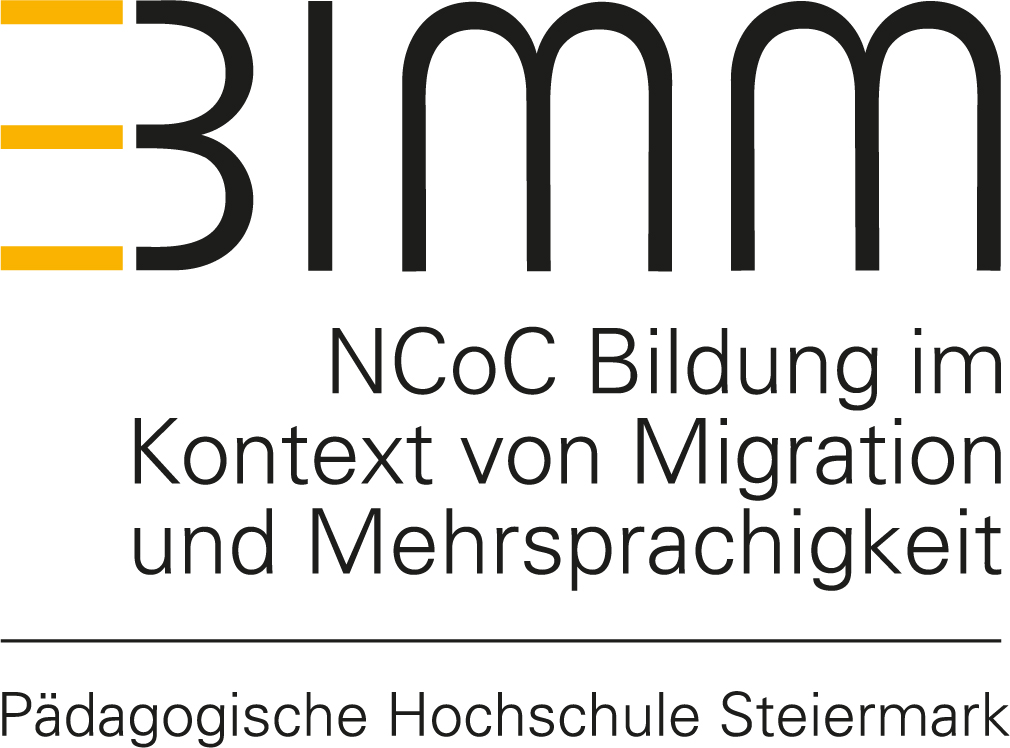 BIMM
NCoC Bildung im
Kontext von Migration
und Mehrsprachigkeit
Pädagogische Hochschule Steiermark